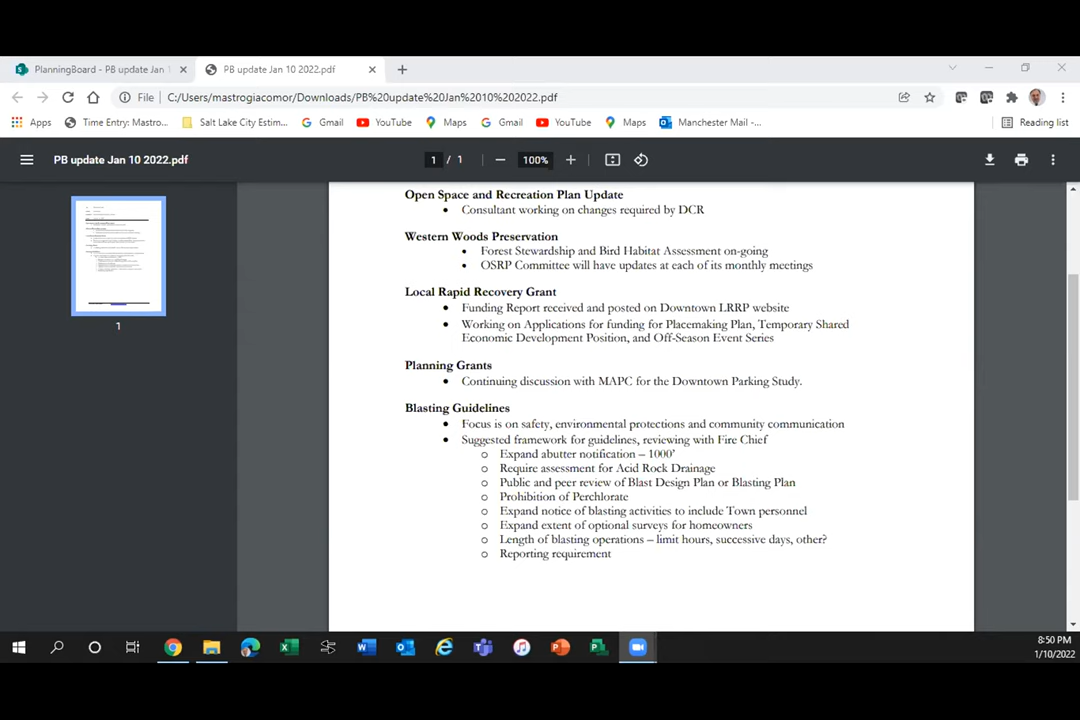 PlanningBoard - PB update Jan 1
PB update Jan 10 2022.pdf
File C:/Users/mastrogiacomor/Downloads/PB%20update%20Jan%2010%202022.pdf
Apps Time Entry: Mastro... Salt Lake City Estim... Gmail YouTube Maps Gmail YouTube Maps Manchester Mail -... Reading list
PB update Jan 10 2022.pdf 1 / 1 100%
Open Space and Recreation Plan Update
• Consultant working on changes required by DCR
Western Woods Preservation
• Forest Stewardship and Bird Habitat Assessment on-going
• OSRP Committee will have updates at each of its monthly meetings
Local Rapid Recovery Grant
• Funding Report received and posted on Downtown LRRP website
• Working on Applications for funding for Placemaking Plan, Temporary Shared
Economic Development Position, and Off-Season Event Series
1
Planning Grants
• Continuing discussion with MAPC for the Downtown Parking Study.
Blasting Guidelines
• Focus is on safety, environmental protections and community communication
• Suggested framework for guidelines, reviewing with Fire Chief
o Expand abutter notification – 1000’
o Require assessment for Acid Rock Drainage
o Public and peer review of Blast Design Plan or Blasting Plan
o Prohibition of Perchlorate
o Expand notice of blasting activities to include Town personnel
o Expand extent of optional surveys for homeowners
o Length of blasting operations – limit hours, successive days, other?
o Reporting requirement
8:50 PM
1/10/2022